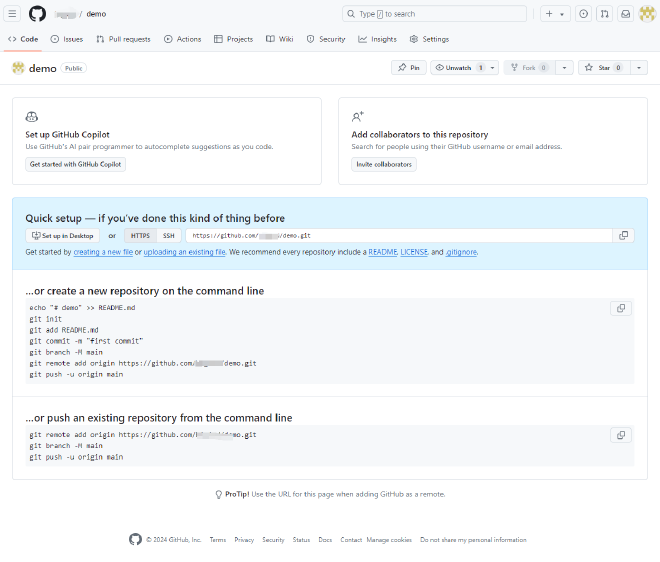 / demo
Type / to search
Code Issues Pull requests Actions Projects Wiki Security Insights Settings
demo Public
Pin Unwatch 1 Fork 0 Star 0
Set up GitHub Copilot
Use GitHub's AI pair programmer to autocomplete suggestions as you code.
Get started with GitHub Copilot
Add collaborators to this repository
Search for people using their GitHub username or email address.
Invite collaborators
Quick setup — if you've done this kind of thing before
Set up in Desktop or HTTPS SSH https://github.com/ /demo.git
Get started by creating a new file or uploading an existing file. We recommend every repository include a README, LICENSE, and .gitignore.
...or create a new repository on the command line
echo "# demo" >> README.md
git init
git add README.md
git commit -m "first commit"
git branch -M main
git remote add origin https://github.com/ /demo.git
git push -u origin main
...or push an existing repository from the command line
git remote add origin https://github.com/ /demo.git
git branch -M main
git push -u origin main
ProTip! Use the URL for this page when adding GitHub as a remote.
© 2024 GitHub, Inc. Terms Privacy Security Status Docs Contact Manage cookies Do not share my personal information